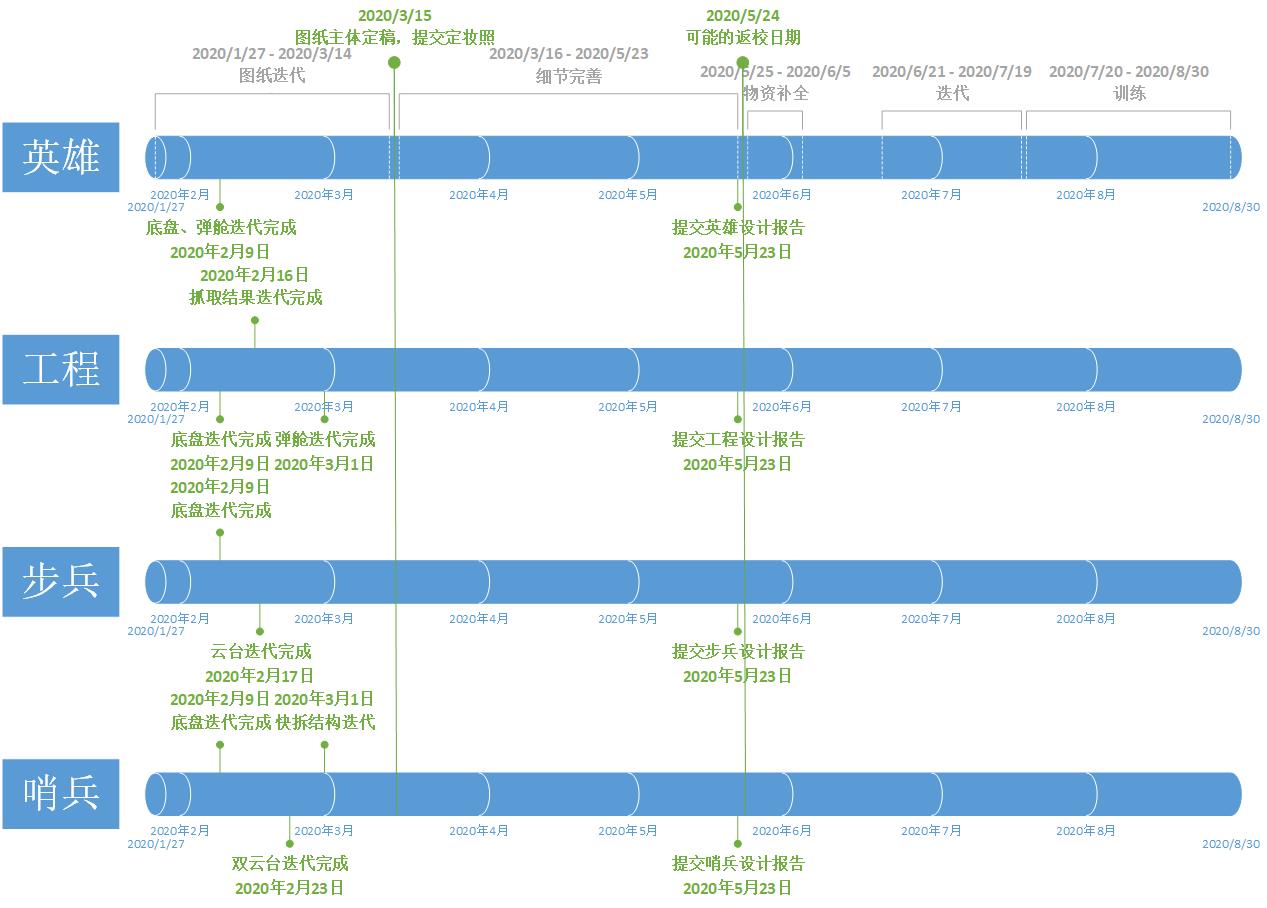 2020/3/15
图纸主体定稿，提交定妆照
2020/5/24
可能的返校日期
2020/1/27 - 2020/3/14
图纸迭代
2020/3/16 - 2020/5/23
细节完善
2020/5/25 - 2020/6/5
物资补全
2020/6/21 - 2020/7/19
迭代
2020/7/20 - 2020/8/30
训练
英雄
2020年2月
2020年3月
2020年4月
2020年5月
2020年6月
2020年7月
2020年8月
2020/1/27
2020/8/30
底盘、弹舱迭代完成
2020年2月9日
提交英雄设计报告
2020年5月23日
2020年2月16日
抓取结果迭代完成
工程
2020年2月
2020年3月
2020年4月
2020年5月
2020年6月
2020年7月
2020年8月
2020/1/27
2020/8/30
底盘迭代完成
2020年2月9日
弹舱迭代完成
2020年3月1日
提交工程设计报告
2020年5月23日
2020年2月9日
底盘迭代完成
步兵
2020年2月
2020年3月
2020年4月
2020年5月
2020年6月
2020年7月
2020年8月
2020/1/27
2020/8/30
云台迭代完成
2020年2月17日
提交步兵设计报告
2020年5月23日
2020年2月9日
底盘迭代完成
2020年3月1日
快拆结构迭代
哨兵
2020年2月
2020年3月
2020年4月
2020年5月
2020年6月
2020年7月
2020年8月
2020/1/27
2020/8/30
双云台迭代完成
2020年2月23日
提交哨兵设计报告
2020年5月23日